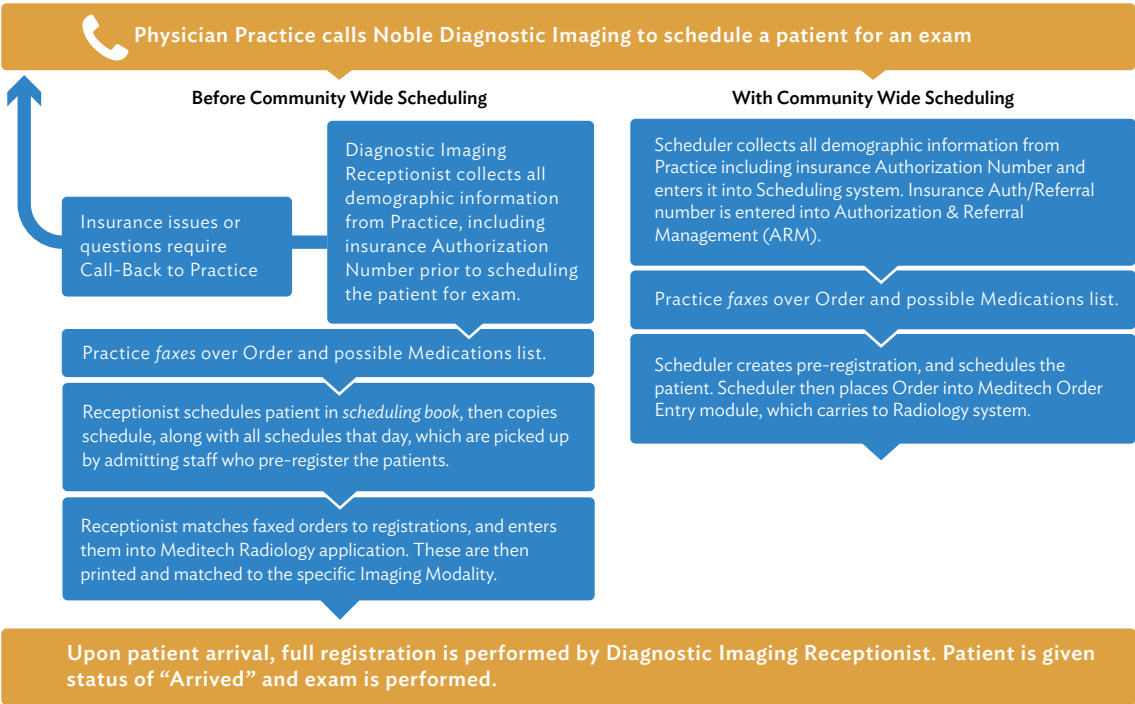 Physician Practice calls Noble Diagnostic Imaging to schedule a patient for an exam
Before Community Wide Scheduling
Diagnostic Imaging
Receptionist collects all
demographic information
from Practice, including
insurance Authorization
Number prior to scheduling
the patient for exam.
Insurance issues or
questions require
Call-Back to Practice
Practice faxes over Order and possible Medications list.
Receptionist schedules patient in scheduling book, then copies
schedule, along with all schedules that day, which are picked up
by admitting staff who pre-register the patients.
Receptionist matches faxed orders to registrations, and enters
them into Meditech Radiology application. These are then
printed and matched to the specific Imaging Modality.
With Community Wide Scheduling
Scheduler collects all demographic information from
Practice including insurance Authorization Number and
enters it into Scheduling system. Insurance Auth/Referral
number is entered into Authorization & Referral
Management (ARM).
Practice faxes over Order and possible Medications list.
Scheduler creates pre-registration, and schedules the
patient. Scheduler then places Order into Meditech Order
Entry module, which carries to Radiology system.
Upon patient arrival, full registration is performed by Diagnostic Imaging Receptionist. Patient is given
status of “Arrived” and exam is performed.